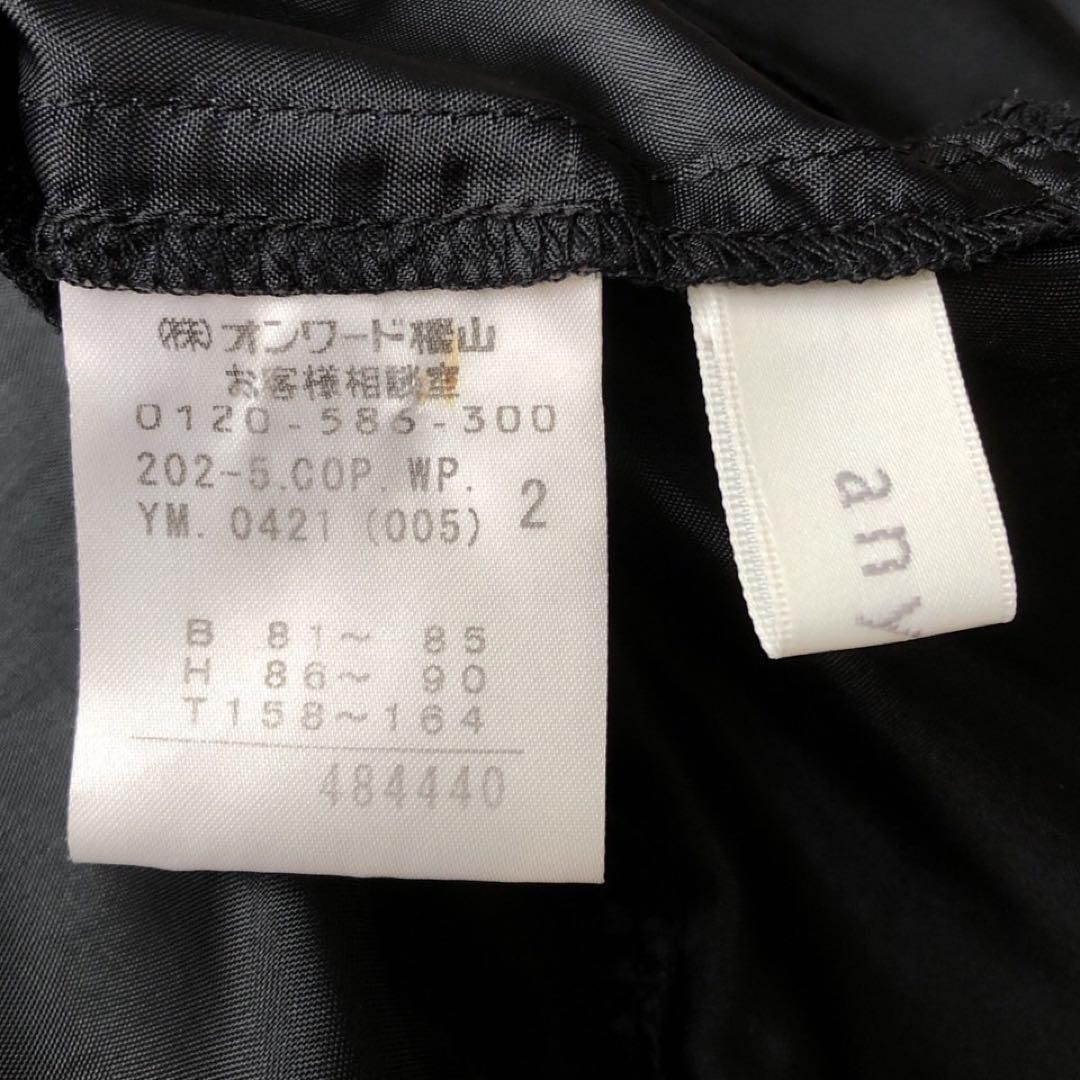 ㈱オンワード樫山
お客様相談室
0120-586-300
202-5.COP.WP.
YM. 0421 (005) 2
B 81~ 85
H 86~ 90
T158~164
484440
any